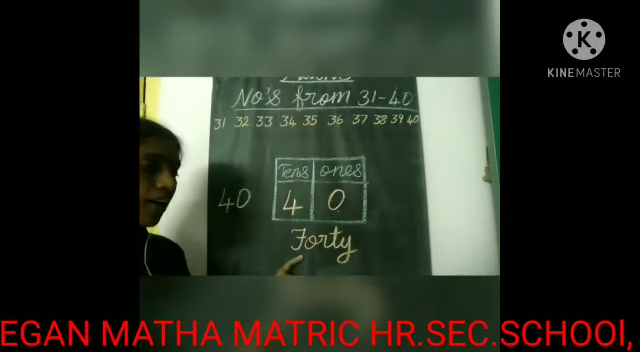 KINEMASTER
No's from 31-40
31 32 33 34 35 36 37 38 39 40
Tens ones
40 4 0
Forty
EGAN MATHA MATRIC HR.SEC.SCHOOl,